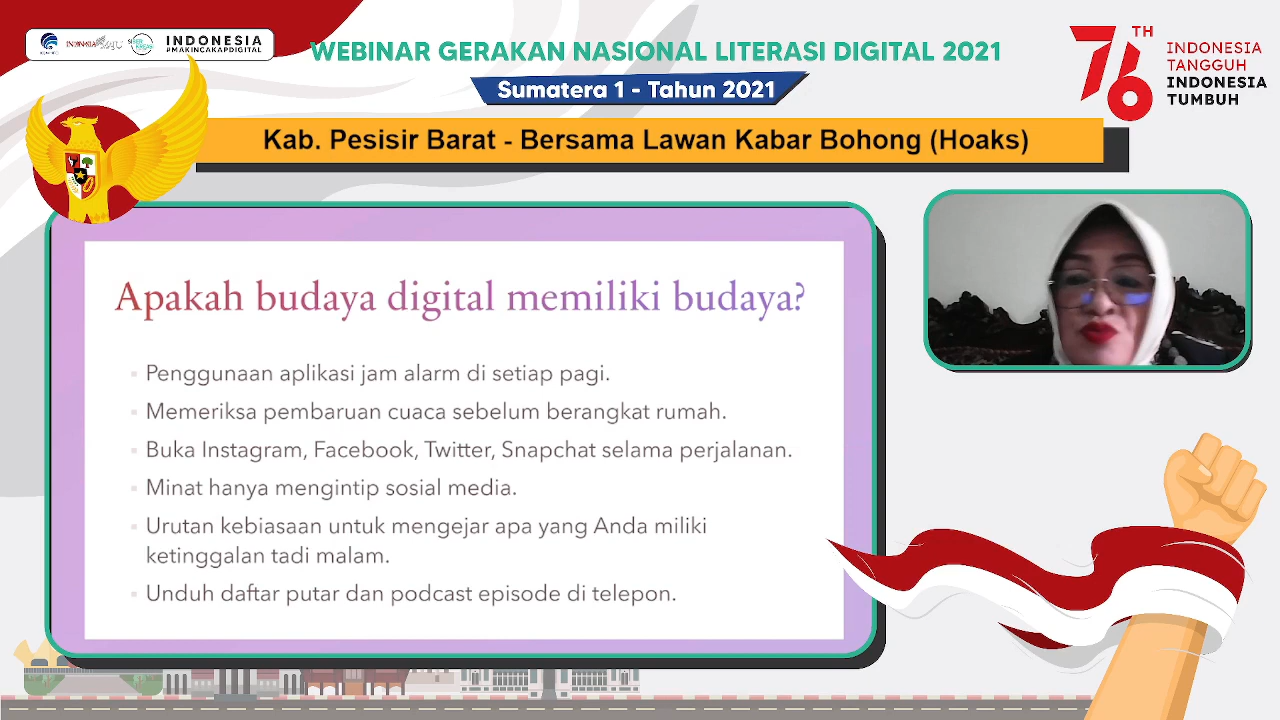 INDONESIA
#MAKINCAKAPDIGITAL
WEBINAR GERAKAN NASIONAL LITERASI DIGITAL 2021
Sumatera 1 - Tahun 2021
76 TH
INDONESIA
TANGGUH
INDONESIA
TUMBUH
Kab. Pesisir Barat - Bersama Lawan Kabar Bohong (Hoaks)
Apakah budaya digital memiliki budaya?
Penggunaan aplikasi jam alarm di setiap pagi.
Memeriksa pembaruan cuaca sebelum berangkat rumah.
Buka Instagram, Facebook, Twitter, Snapchat selama perjalanan.
Minat hanya mengintip sosial media.
Urutan kebiasaan untuk mengejar apa yang Anda miliki
ketinggalan tadi malam.
Unduh daftar putar dan podcast episode di telepon.